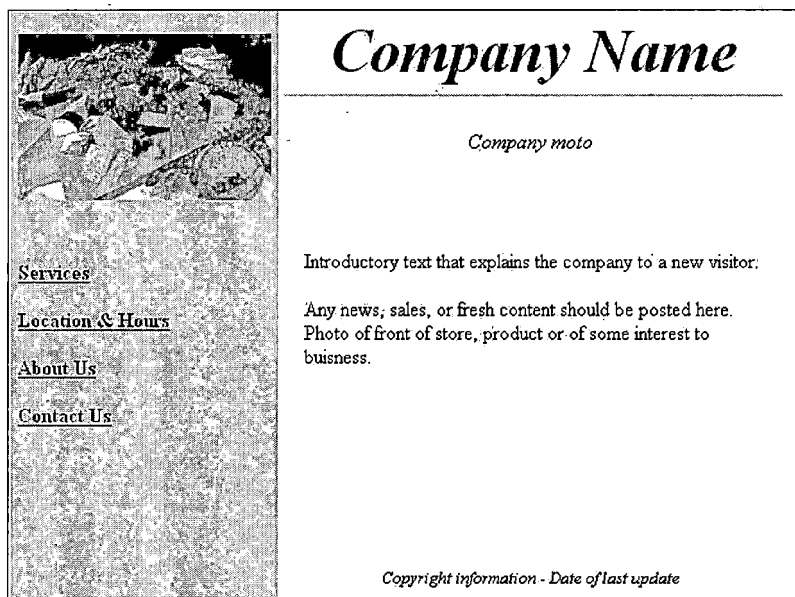 Company Name
Company moto
Services
Location & Hours
About Us
Contact Us
Introductory text that explains the company to a new visitor.
Any news, sales, or fresh content should be posted here.
Photo of front of store, product or of some interest to
buisness.
Copyright information - Date of last update